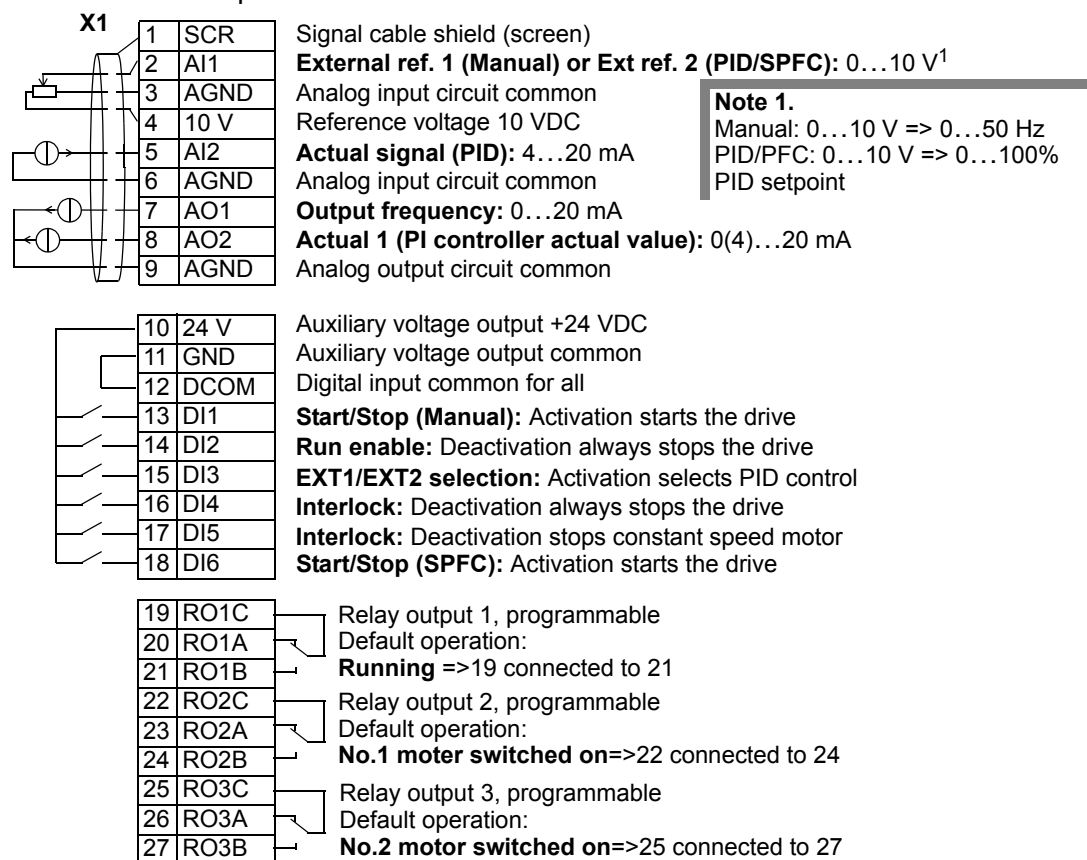 X1
1 SCR Signal cable shield (screen)
2 AI1 External ref. 1 (Manual) or Ext ref. 2 (PID/SPFC): 0…10 V1
3 AGND Analog input circuit common
4 10 V Reference voltage 10 VDC
5 AI2 Actual signal (PID): 4…20 mA
6 AGND Analog input circuit common
7 AO1 Output frequency: 0…20 mA
8 AO2 Actual 1 (PI controller actual value): 0(4)…20 mA
9 AGND Analog output circuit common
Note 1.
Manual: 0…10 V => 0…50 Hz
PID/PFC: 0…10 V => 0…100%
PID setpoint
10 24 V Auxiliary voltage output +24 VDC
11 GND Auxiliary voltage output common
12 DCOM Digital input common for all
13 DI1 Start/Stop (Manual): Activation starts the drive
14 DI2 Run enable: Deactivation always stops the drive
15 DI3 EXT1/EXT2 selection: Activation selects PID control
16 DI4 Interlock: Deactivation always stops the drive
17 DI5 Interlock: Deactivation stops constant speed motor
18 DI6 Start/Stop (SPFC): Activation starts the drive
19 RO1C Relay output 1, programmable
20 RO1A Default operation:
21 RO1B Running =>19 connected to 21
22 RO2C Relay output 2, programmable
23 RO2A Default operation:
24 RO2B No.1 moter switched on=>22 connected to 24
25 RO3C Relay output 3, programmable
26 RO3A Default operation:
27 RO3B No.2 motor switched on=>25 connected to 27